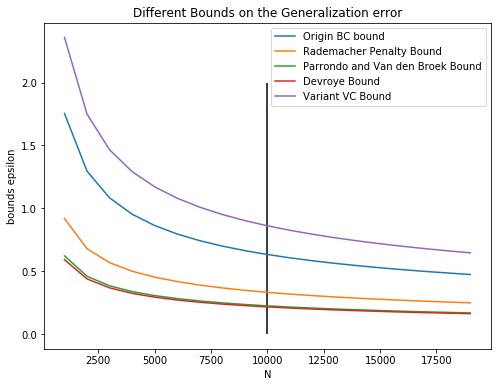 Different Bounds on the Generalization error
Origin BC bound
Rademacher Penalty Bound
Parrondo and Van den Broek Bound
Devroye Bound
Variant VC Bound
bounds epsilon
2.0
1.5
1.0
0.5
0.0
2500 5000 7500 10000 12500 15000 17500
N